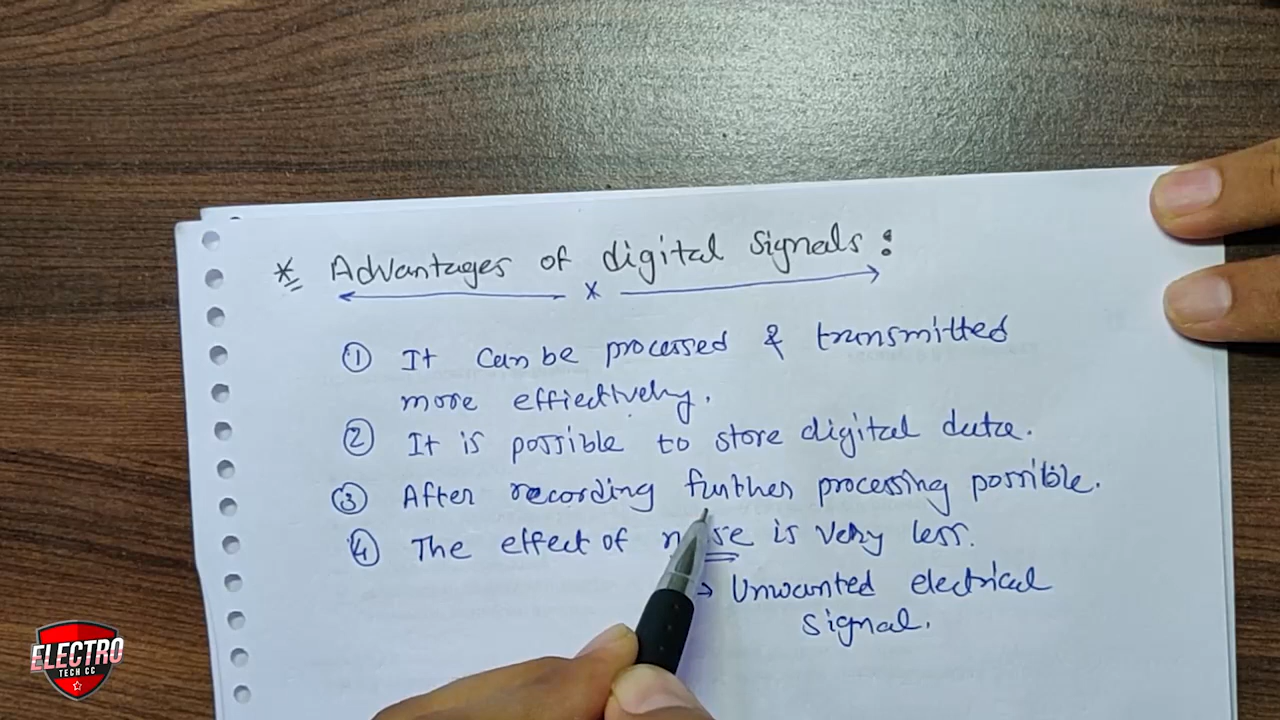 * Advantages of digital signals :
① It can be processed & transmitted
more effiectively.
② It is possible to store digital data.
③ After recording further processing possible.
④ The effect of noise is very less.
→ Unwanted electrical
signal.
ELECTRO
TECH CC